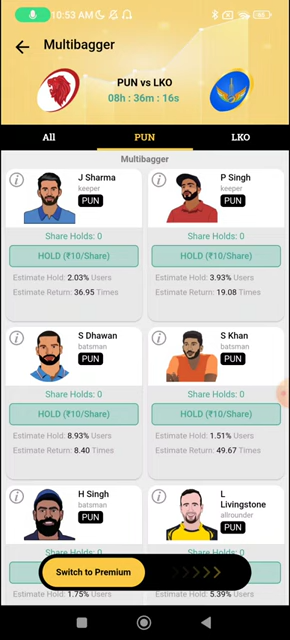 10:53 AM
Multibagger
PUN vs LKO
08h : 36m : 16s
All PUN LKO
Multibagger
J Sharma
keeper
PUN
Share Holds: 0
HOLD (₹10/Share)
Estimate Hold: 2.03% Users
Estimate Return: 36.95 Times
P Singh
keeper
PUN
Share Holds: 0
HOLD (₹10/Share)
Estimate Hold: 3.93% Users
Estimate Return: 19.08 Times
S Dhawan
batsman
PUN
Share Holds: 0
HOLD (₹10/Share)
Estimate Hold: 8.93% Users
Estimate Return: 8.40 Times
S Khan
batsman
PUN
Share Holds: 0
HOLD (₹10/Share)
Estimate Hold: 1.51% Users
Estimate Return: 49.67 Times
H Singh
batsman
PUN
L
Livingstone
allrounder
PUN
Switch to Premium
1.75% Users
5.39% Users